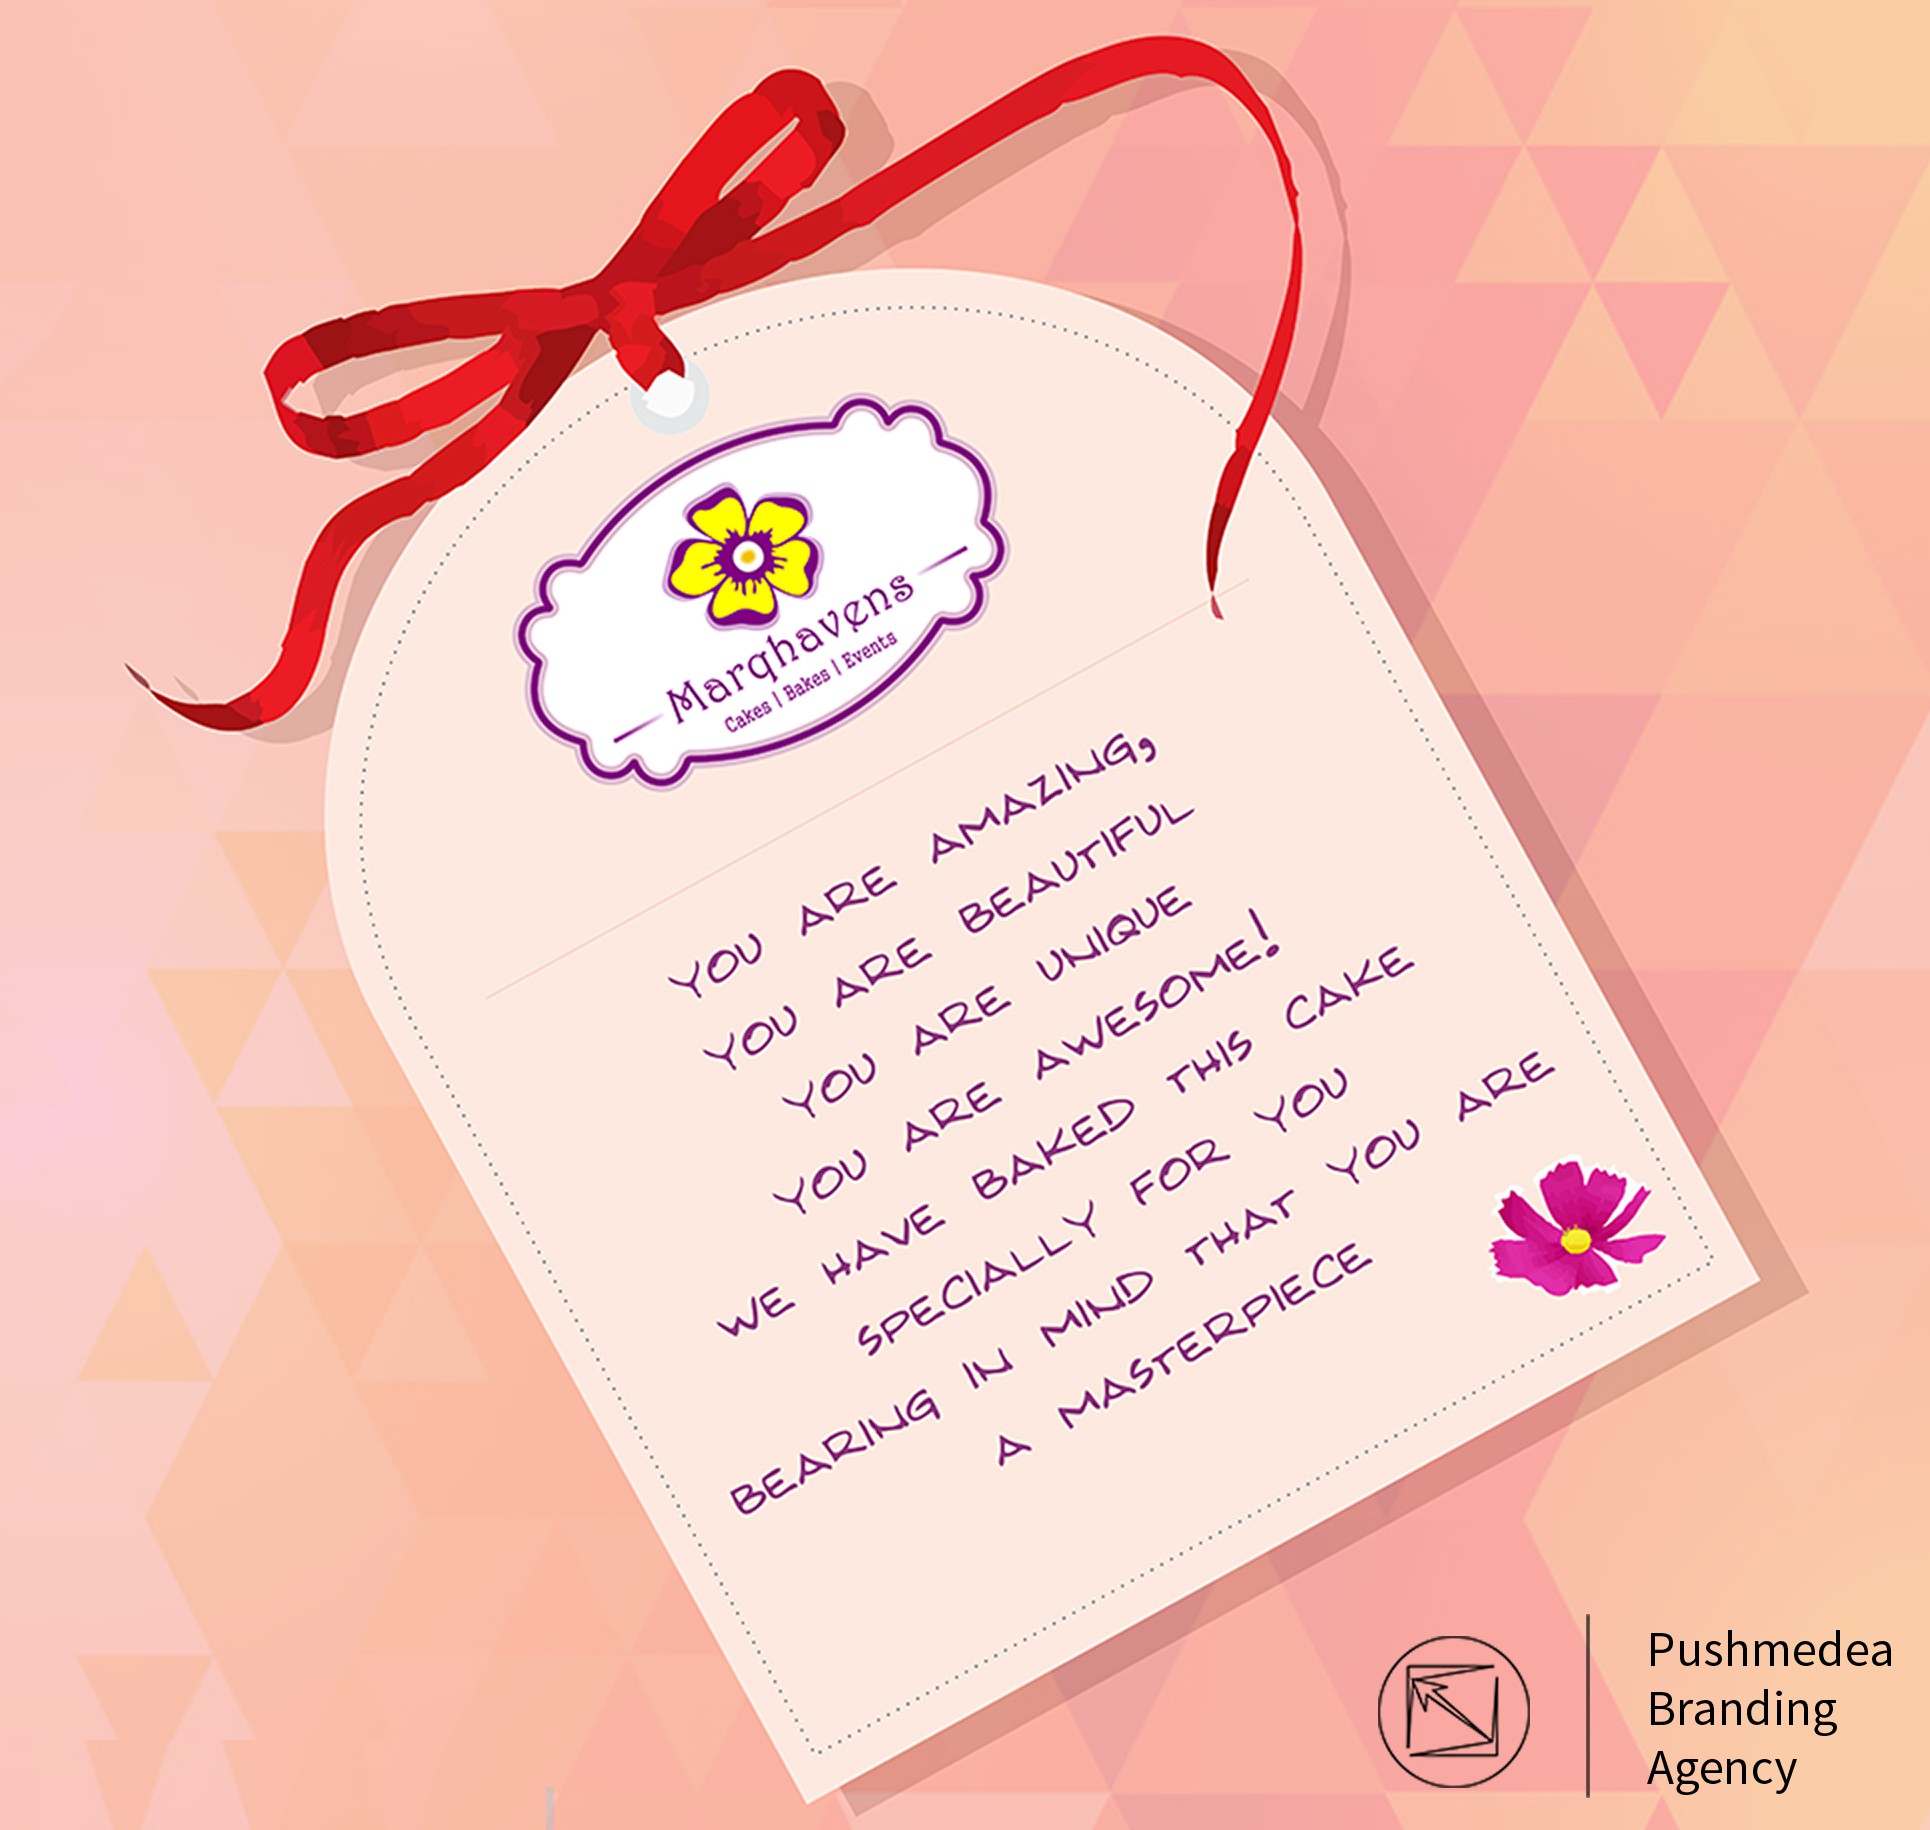 Marqhavens
Cakes | Bakes | Events
YOU ARE AMAZING,
YOU ARE BEAUTIFUL
YOU ARE UNIQUE
YOU ARE AWESOME!
WE HAVE BAKED THIS CAKE
SPECIALLY FOR YOU
BEARING IN MIND THAT YOU ARE
A MASTERPIECE
Pushmedea
Branding
Agency